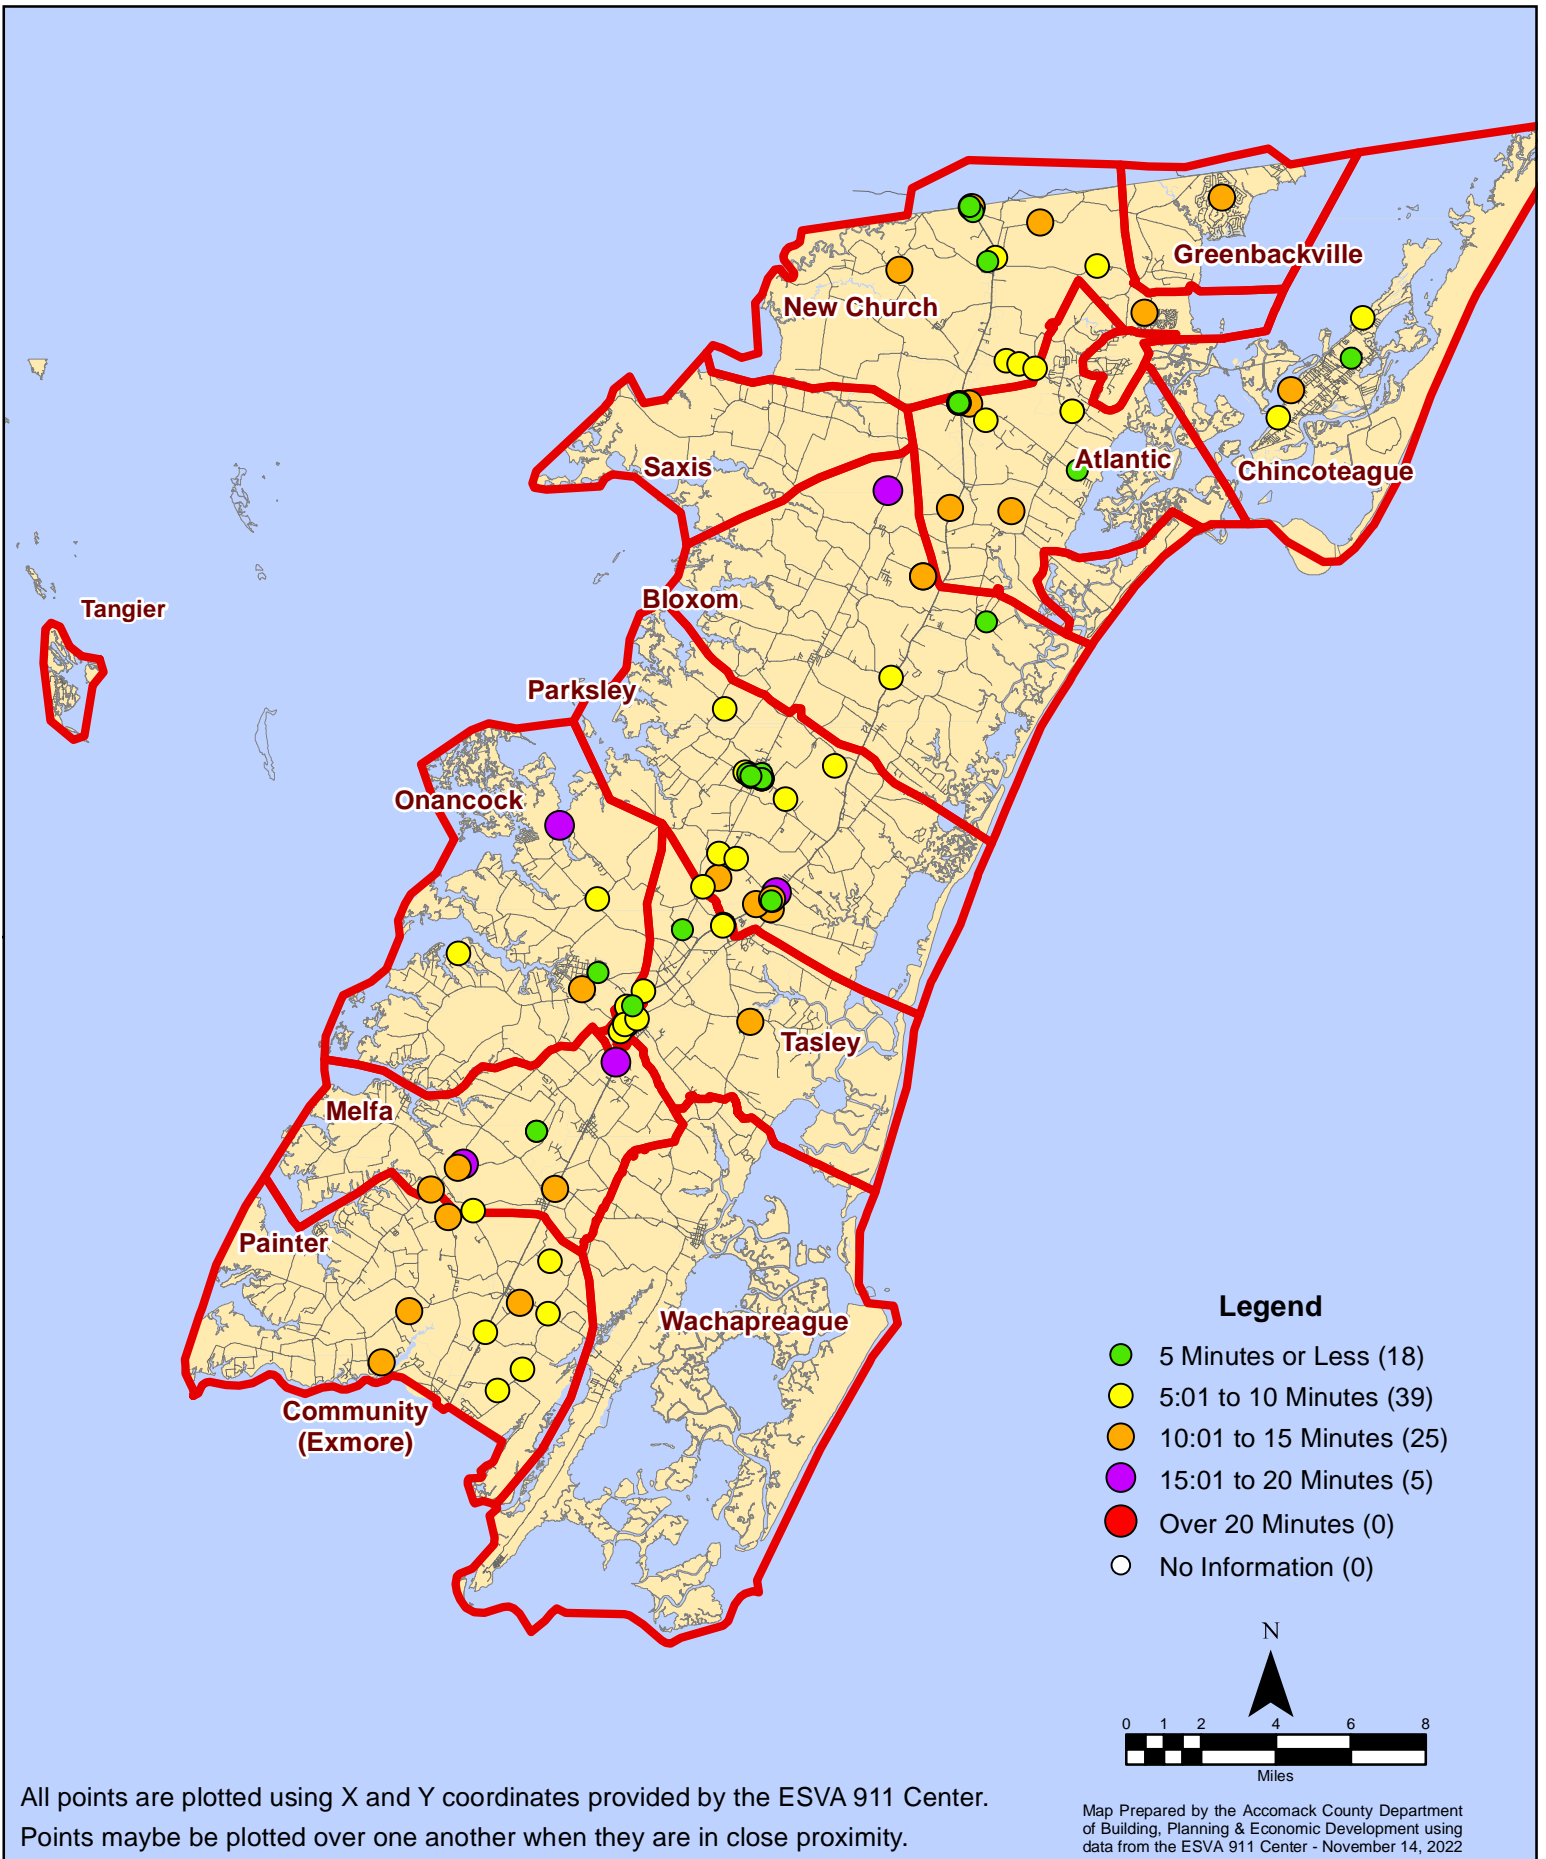 Greenbackville
New Church
Saxis
Atlantic
Chincoteague
Bloxom
Tangier
Parksley
Onancock
Tasley
Melfa
Painter
Wachapreague
Community
(Exmore)
Legend
5 Minutes or Less (18)
5:01 to 10 Minutes (39)
10:01 to 15 Minutes (25)
15:01 to 20 Minutes (5)
Over 20 Minutes (0)
No Information (0)
N
0 1 2 4 6 8
Miles
All points are plotted using X and Y coordinates provided by the ESVA 911 Center.
Points maybe be plotted over one another when they are in close proximity.
Map Prepared by the Accomack County Department
of Building, Planning & Economic Development using
data from the ESVA 911 Center - November 14, 2022